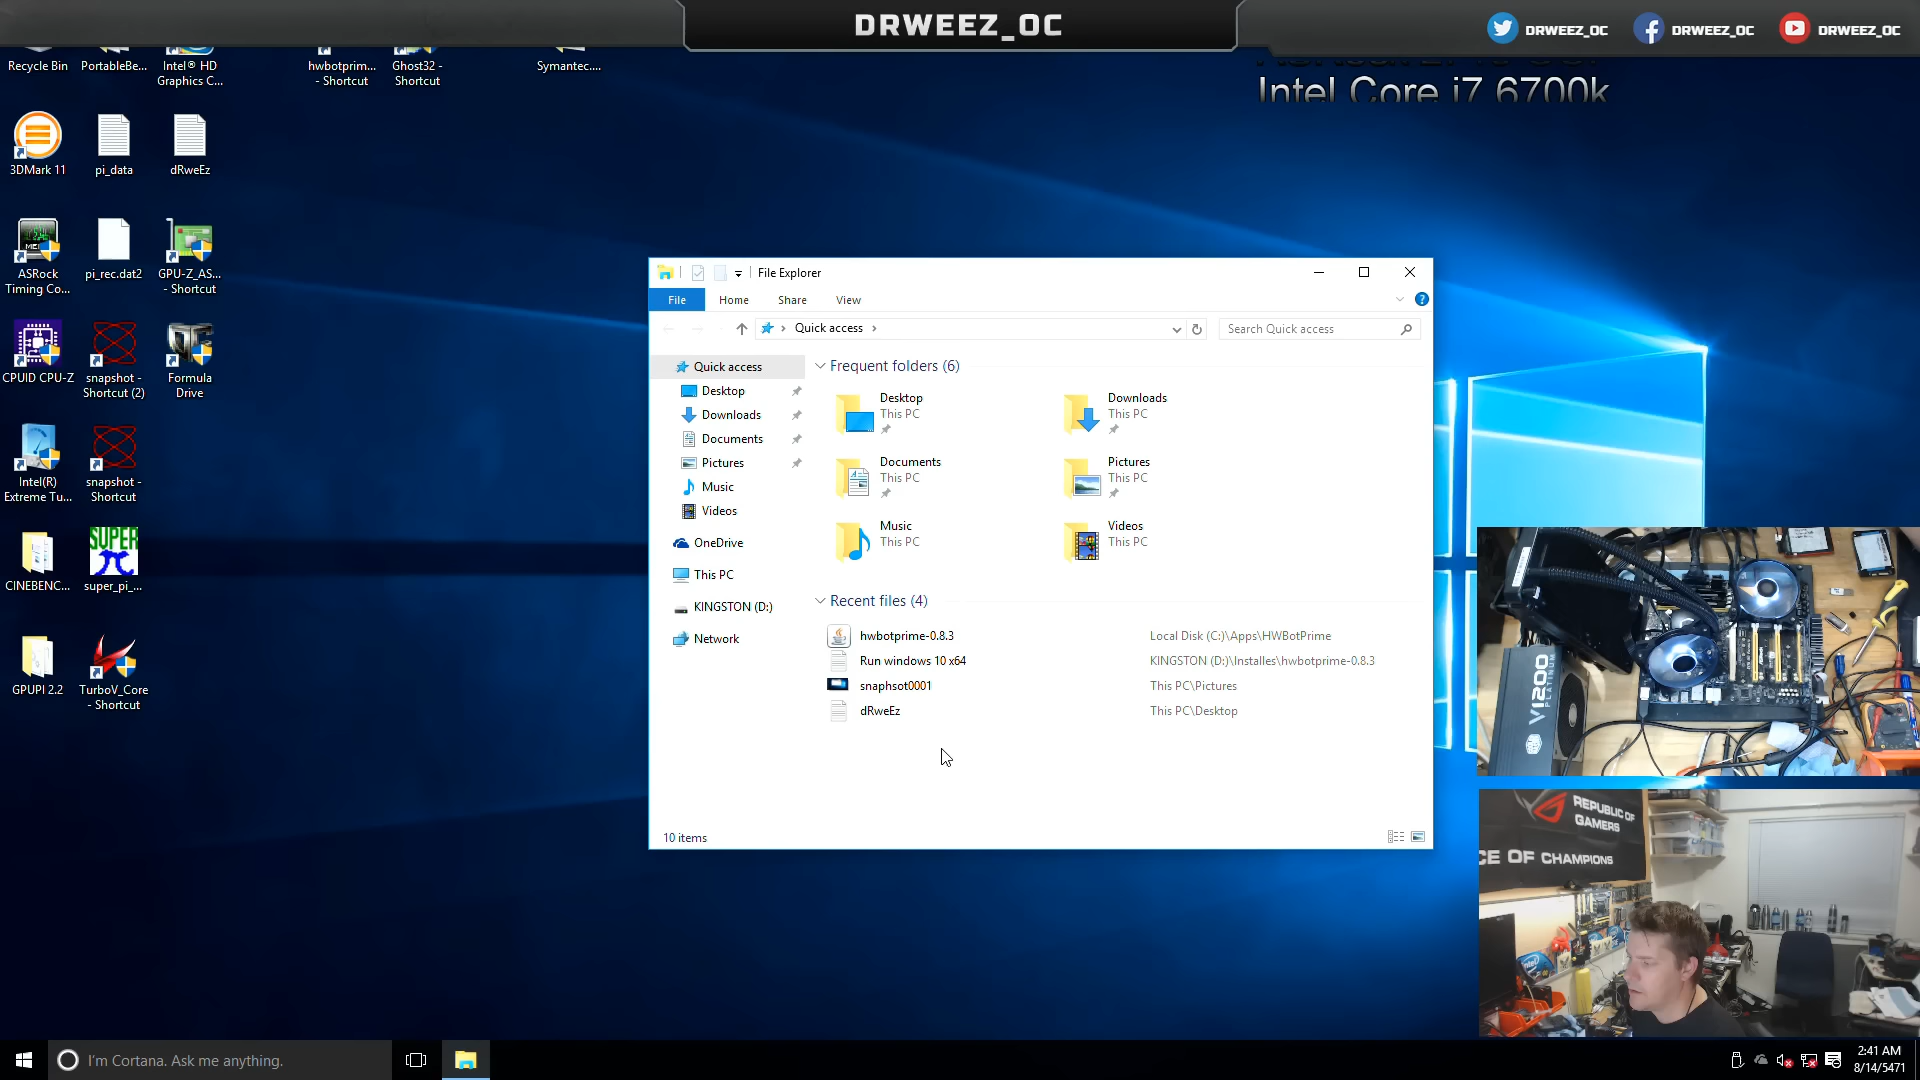 DRWEEZ_OC
DRWEEZ_OC
DRWEEZ_OC
DRWEEZ_OC
Intel Core i7 6700k
Recycle Bin
PortableBe...
Intel® HD
Graphics C...
hwbotprim...
- Shortcut
Ghost32 -
Shortcut
Symantec....
3DMark 11
pi_data
dRweEz
ASRock
Timing Co...
pi_rec.dat2
GPU-Z_AS...
- Shortcut
CPUID CPU-Z
snapshot -
Shortcut (2)
Formula
Drive
Intel(R)
Extreme Tu...
snapshot -
Shortcut
CINEBENC...
SUPER
super_pi_...
GPUPI 2.2
TurboV_Core
- Shortcut
File Explorer
File
Home
Share
View
Quick access
Search Quick access
Quick access
Desktop
Downloads
Documents
Pictures
Music
Videos
OneDrive
This PC
KINGSTON (D:)
Network
Frequent folders (6)
Desktop
This PC
Downloads
This PC
Documents
This PC
Pictures
This PC
Music
This PC
Videos
This PC
Recent files (4)
hwbotprime-0.8.3
Local Disk (C:)\Apps\HWBotPrime
Run windows 10 x64
KINGSTON (D:)\Installes\hwbotprime-0.8.3
snaphsot0001
This PC\Pictures
dRweEz
This PC\Desktop
10 items
V1200
PLATINUM
REPUBLIC OF
GAMERS
CE OF CHAMPIONS
I'm Cortana. Ask me anything.
2:41 AM
8/14/5471